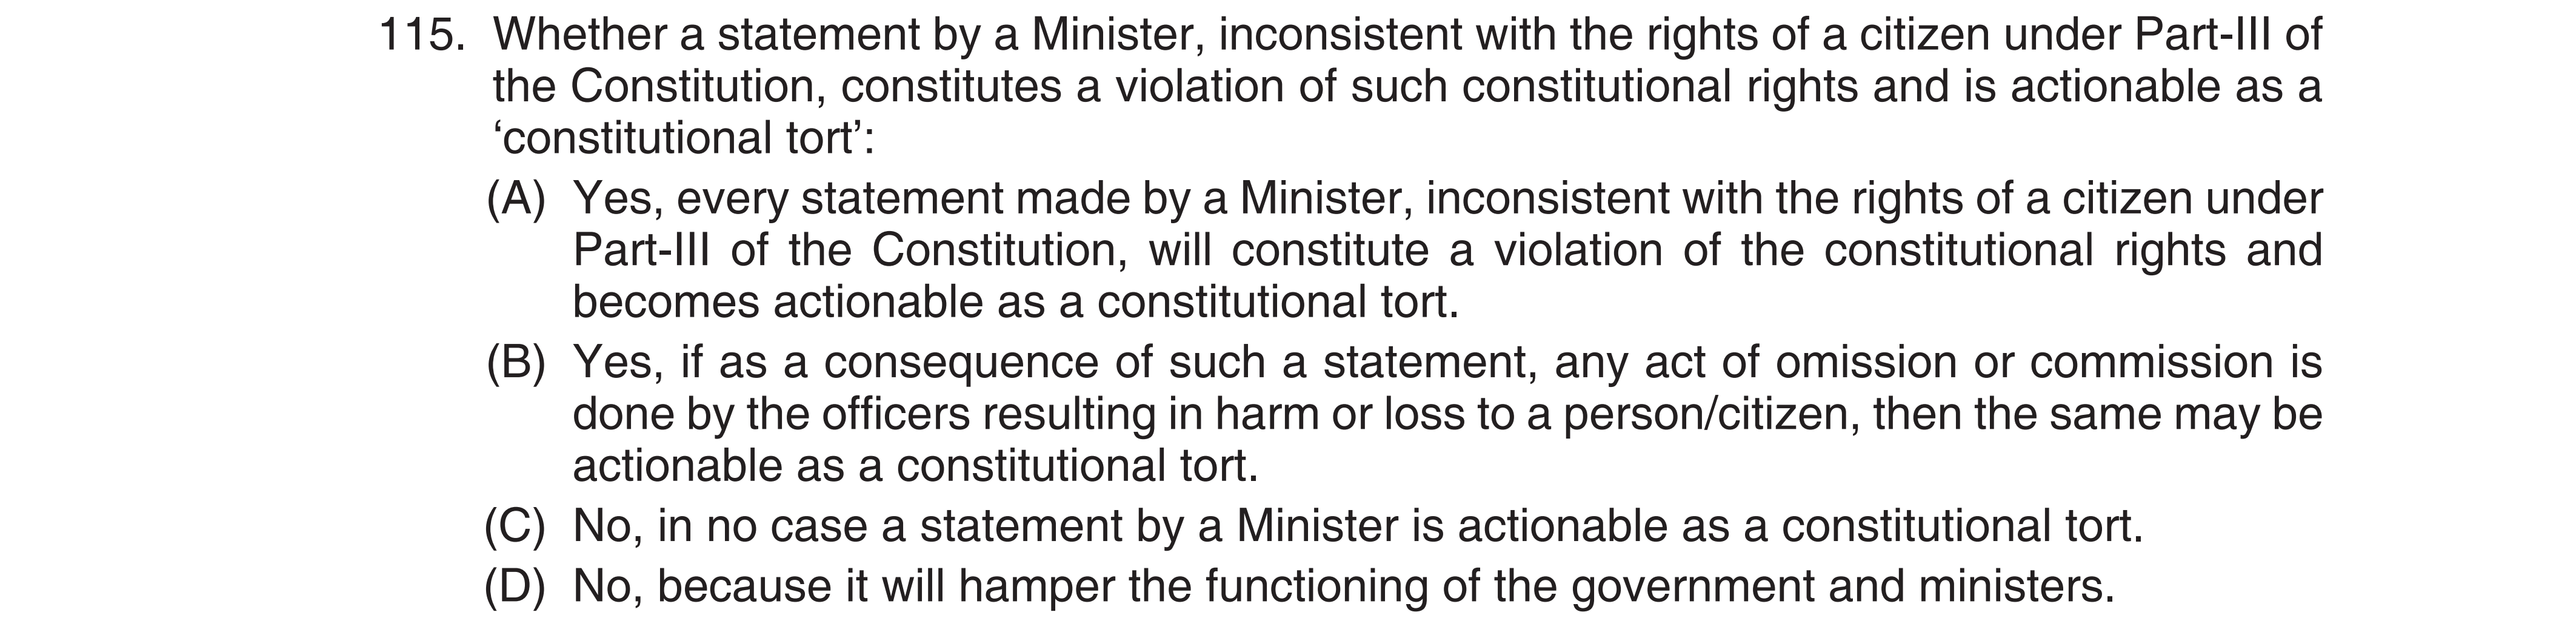 115. Whether a statement by a Minister, inconsistent with the rights of a citizen under Part-III of
the Constitution, constitutes a violation of such constitutional rights and is actionable as a
‘constitutional tort’:
(A) Yes, every statement made by a Minister, inconsistent with the rights of a citizen under
Part-III of the Constitution, will constitute a violation of the constitutional rights and
becomes actionable as a constitutional tort.
(B) Yes, if as a consequence of such a statement, any act of omission or commission is
done by the officers resulting in harm or loss to a person/citizen, then the same may be
actionable as a constitutional tort.
(C) No, in no case a statement by a Minister is actionable as a constitutional tort.
(D) No, because it will hamper the functioning of the government and ministers.